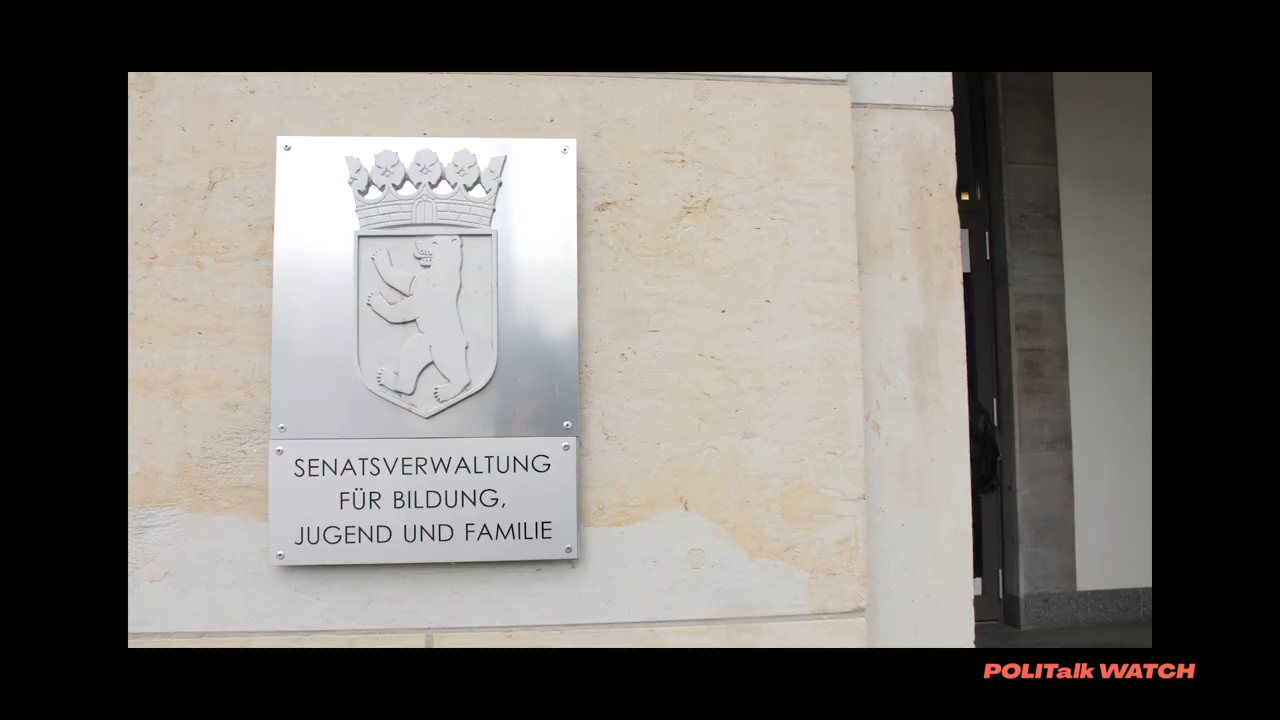 SENATSVERWALTUNG
FÜR BILDUNG,
JUGEND UND FAMILIE
POLITalk WATCH